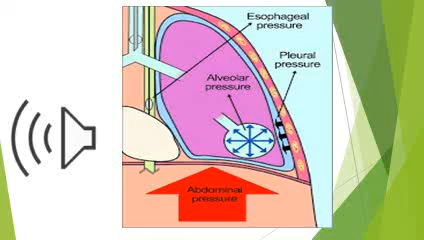 Esophageal
pressure
Pleural
pressure
Alveolar
pressure
Abdominal
pressure